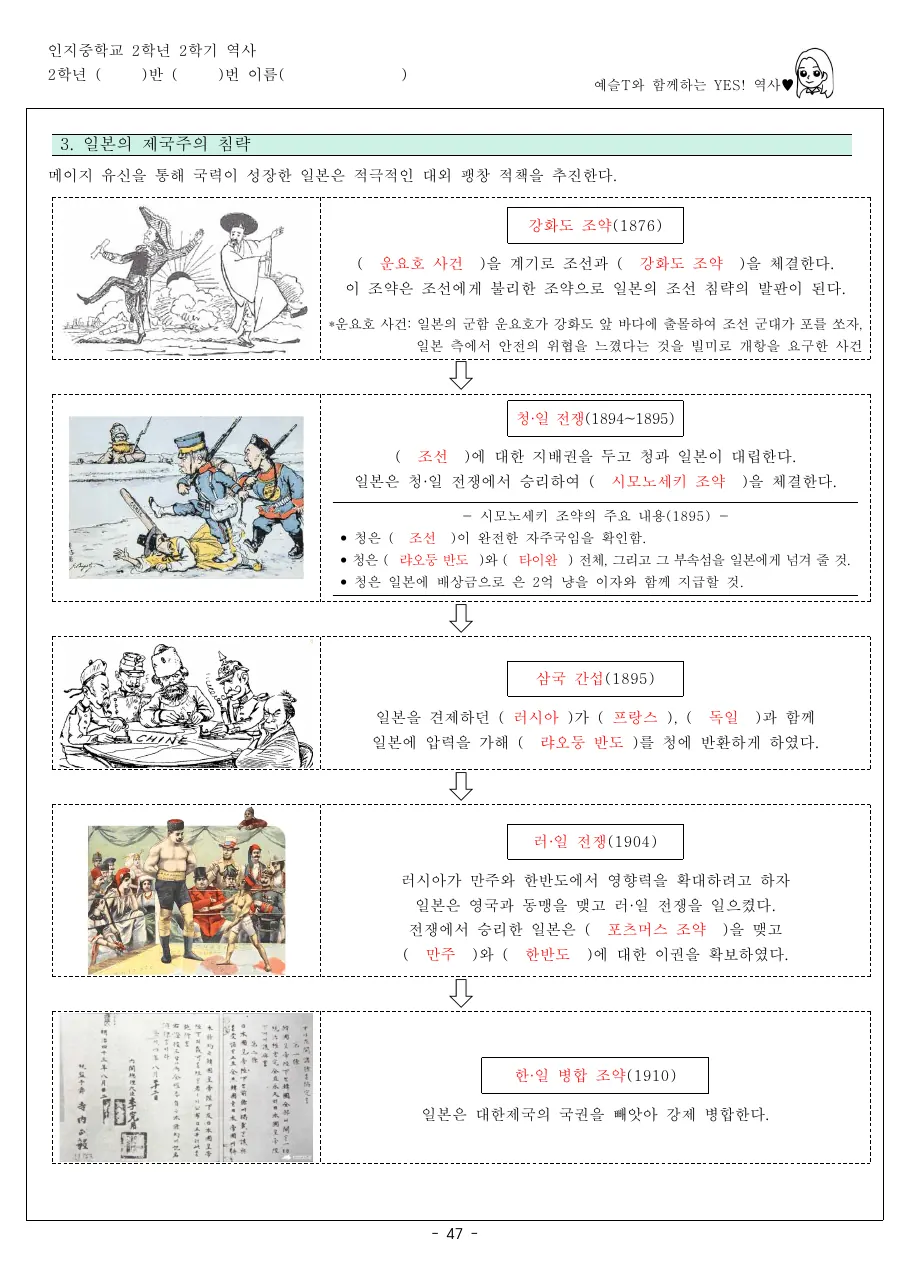 인지중학교 2학년 2학기 역사
2학년 (      )반 (      )번 이름(                  )
예슬T와 함께하는 YES! 역사♥
3. 일본의 제국주의 침략
메이지 유신을 통해 국력이 성장한 일본은 적극적인 대외 팽창 적책을 추진한다.
강화도 조약(1876)
(  운요호 사건  )을 계기로 조선과 (  강화도 조약  )을 체결한다.
이 조약은 조선에게 불리한 조약으로 일본의 조선 침략의 발판이 된다.
*운요호 사건: 일본의 군함 운요호가 강화도 앞 바다에 출몰하여 조선 군대가 포를 쏘자,
일본 측에서 안전의 위협을 느꼈다는 것을 빌미로 개항을 요구한 사건
청·일 전쟁(1894~1895)
(  조선  )에 대한 지배권을 두고 청과 일본이 대립한다.
일본은 청·일 전쟁에서 승리하여 (  시모노세키 조약  )을 체결한다.
- 시모노세키 조약의 주요 내용(1895) -
● 청은 (  조선  )이 완전한 자주국임을 확인함.
● 청은 (  랴오둥 반도  )와 (  타이완  ) 전체, 그리고 그 부속섬을 일본에게 넘겨 줄 것.
● 청은 일본에 배상금으로 은 2억 냥을 이자와 함께 지급할 것.
CHINE
삼국 간섭(1895)
일본을 견제하던 ( 러시아 )가 ( 프랑스 ), (  독일  )과 함께
일본에 압력을 가해 (  랴오둥 반도 )를 청에 반환하게 하였다.
러·일 전쟁(1904)
러시아가 만주와 한반도에서 영향력을 확대하려고 하자
일본은 영국과 동맹을 맺고 러·일 전쟁을 일으켰다.
전쟁에서 승리한 일본은 (  포츠머스 조약  )을 맺고
(  만주  )와 (  한반도  )에 대한 이권을 확보하였다.
한·일 병합 조약(1910)
일본은 대한제국의 국권을 빼앗아 강제 병합한다.
- 47 -